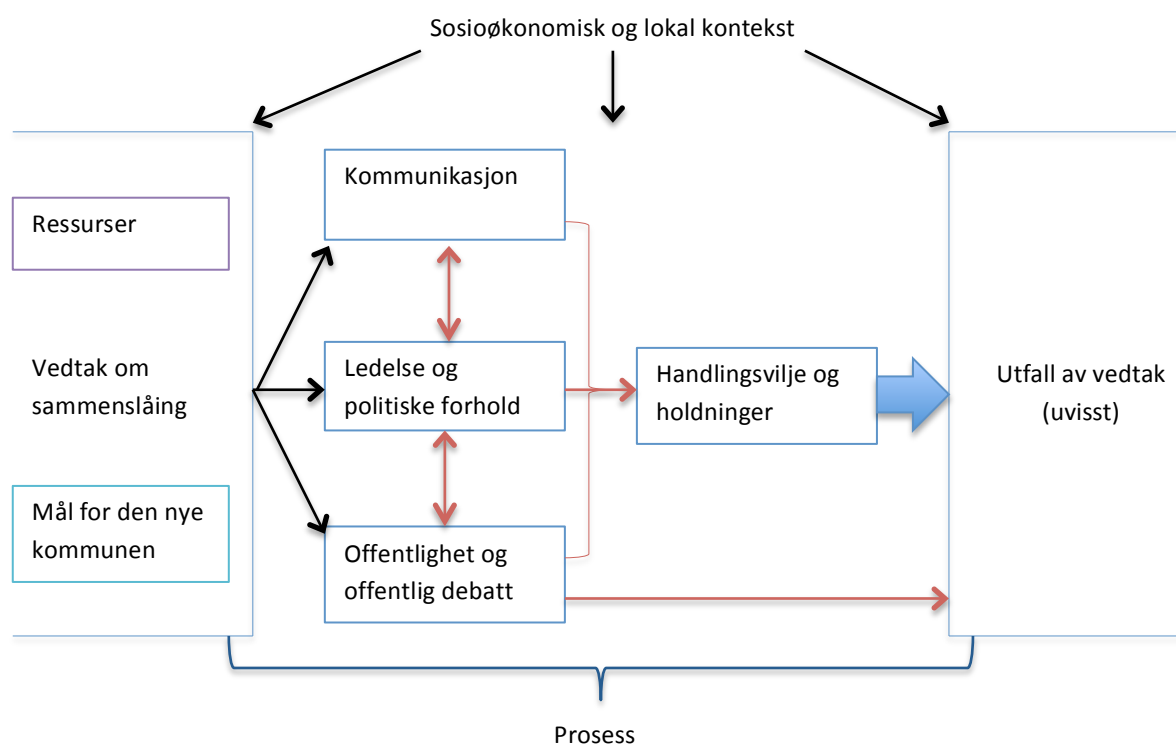 Sosioøkonomisk og lokal kontekst
Kommunikasjon
Ressurser
Vedtak om
sammenslåing
Ledelse og
politiske forhold
Handlingsvilje og
holdninger
Utfall av vedtak
(uvisst)
Mål for den nye
kommunen
Offentlighet og
offentlig debatt
Prosess